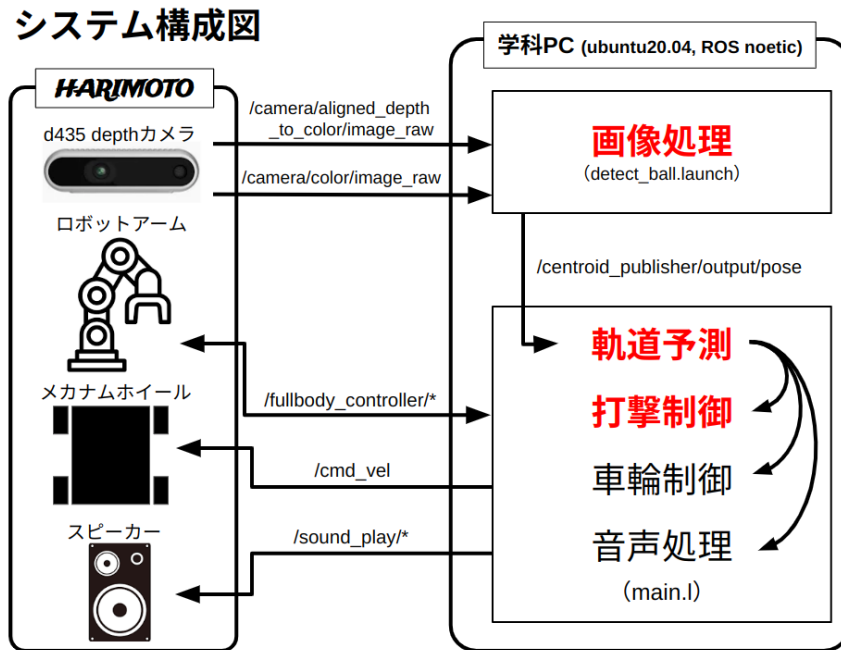 システム構成図
HARIMOTO
d435 depthカメラ
ロボットアーム
メカナムホイール
スピーカー
/camera/aligned_depth
_to_color/image_raw
/camera/color/image_raw
/fullbody_controller/*
/cmd_vel
/sound_play/*
学科PC (ubuntu20.04, ROS noetic)
画像処理
（detect_ball.launch）
/centroid_publisher/output/pose
軌道予測
打撃制御
車輪制御
音声処理
（main.l）